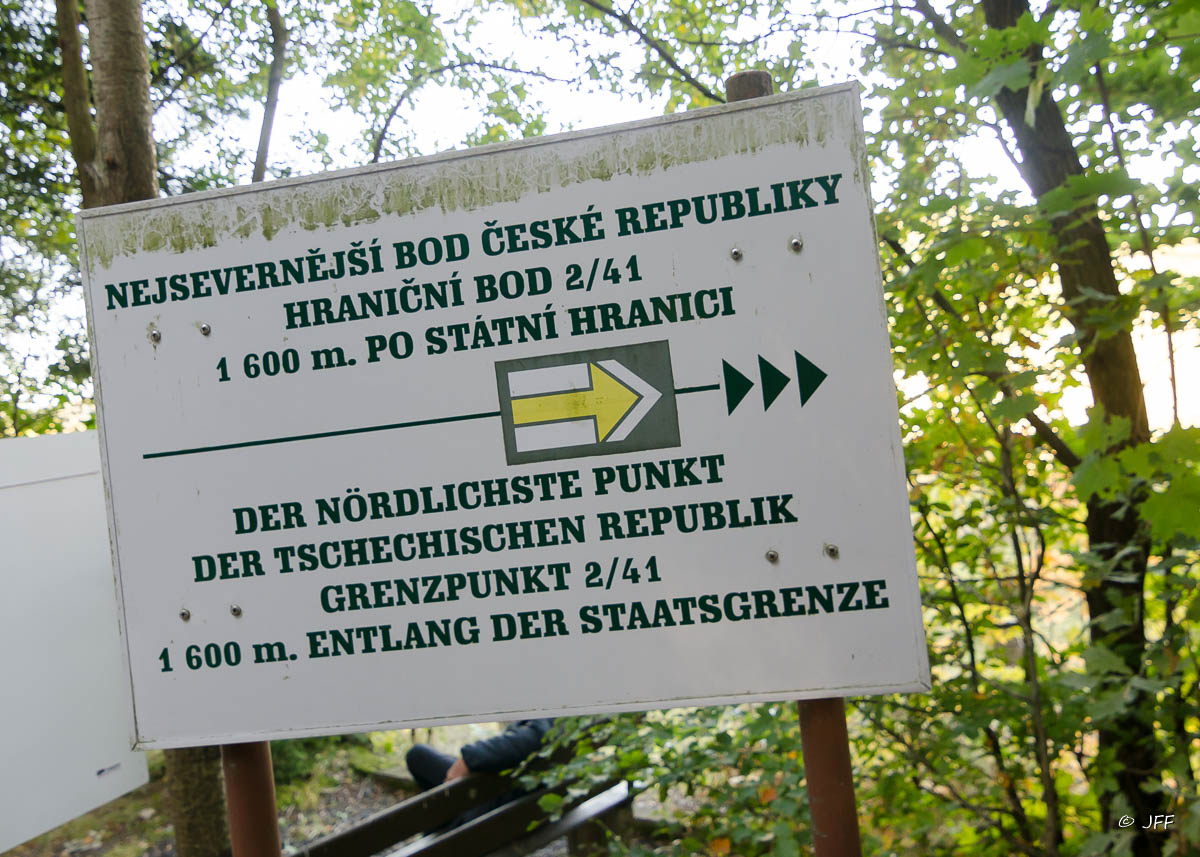 NEJSEVERNĚJŠÍ BOD ČESKÉ REPUBLIKY
HRANIČNÍ BOD 2/41
1 600 m. PO STÁTNÍ HRANICI
DER NÖRDLICHSTE PUNKT
DER TSCHECHISCHEN REPUBLIK
GRENZPUNKT 2/41
1 600 m. ENTLANG DER STAATSGRENZE
© JFF